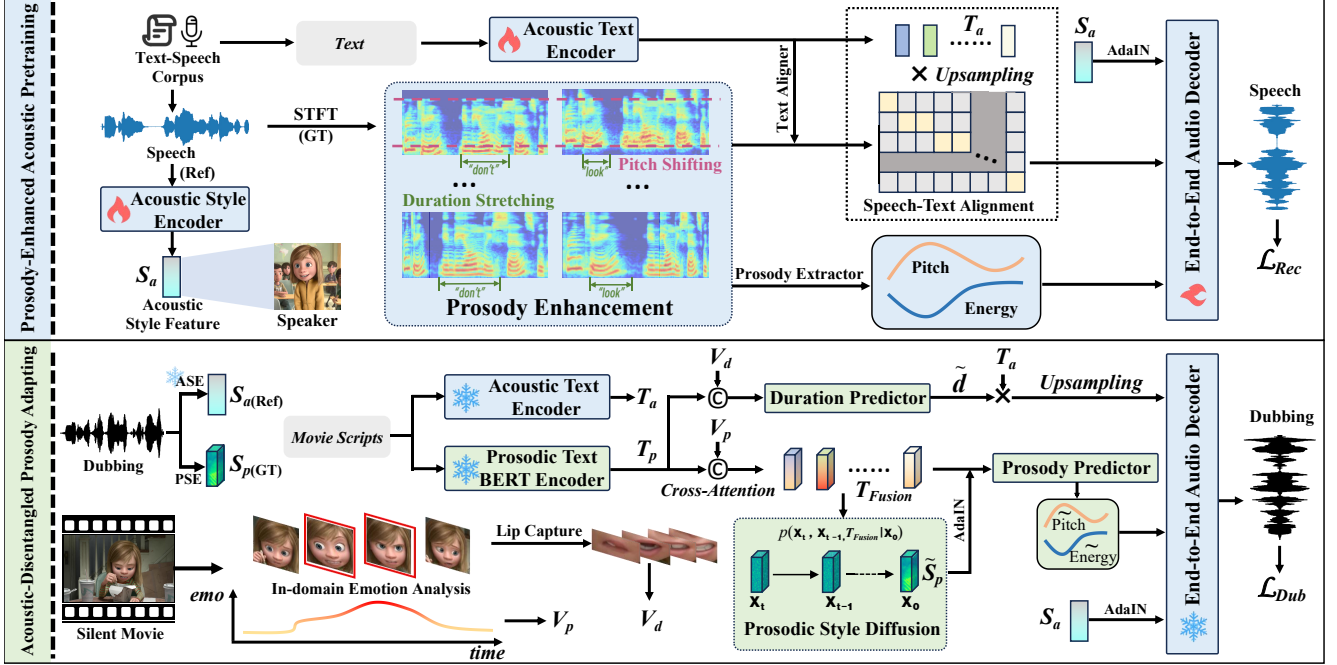 Prosody-Enhanced Acoustic Pretraining
Text-Speech
Corpus
Text
Acoustic Text
Encoder
Text Aligner
T_a
......
× Upsampling
S_a
AdaIN
End-to-End Audio Decoder
Speech
L_Rec
Speech
(Ref)
STFT
(GT)
"don't"
"look"
Pitch Shifting
...
...
Duration Stretching
"don't"
"look"
Prosody Enhancement
...
Speech-Text Alignment
Acoustic Style
Encoder
S_a
Acoustic
Style Feature
Speaker
Prosody Extractor
Pitch
Energy
Acoustic-Disentangled Prosody Adapting
Dubbing
ASE
S_a(Ref)
PSE
S_p(GT)
Movie Scripts
Acoustic Text
Encoder
T_a
Prosodic Text
BERT Encoder
T_p
V_d
C
Duration Predictor
d̃
T_a
×
Upsampling
V_p
C
Cross-Attention
......
T_Fusion
AdaIN
Prosody Predictor
P̃itch
Ẽnergy
End-to-End Audio Decoder
Dubbing
L_Dub
Silent Movie
In-domain Emotion Analysis
Lip Capture
emo
time
V_p
V_d
p(x_t, x_t-1, T_Fusion|x_0)
x_t
x_t-1
x_0
S̃_p
Prosodic Style Diffusion
S_a
AdaIN